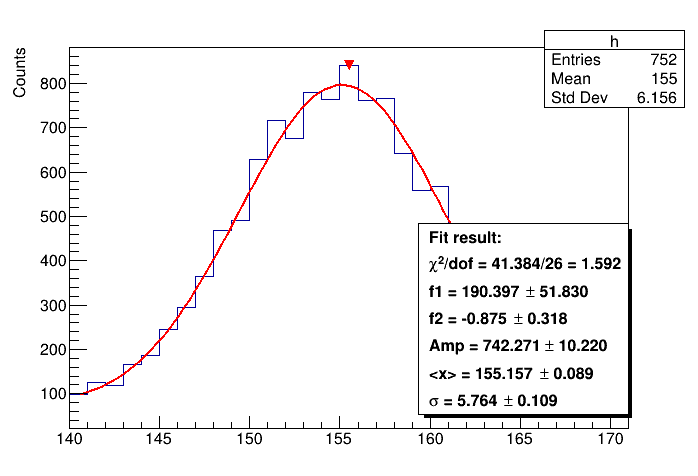 h
Entries 752
Mean 155
Std Dev 6.156
Counts
800
700
600
500
400
300
200
100
Fit result:
χ²/dof = 41.384/26 = 1.592
f1 = 190.397 ± 51.830
f2 = -0.875 ± 0.318
Amp = 742.271 ± 10.220
<x> = 155.157 ± 0.089
σ = 5.764 ± 0.109
140 145 150 155 160 165 170